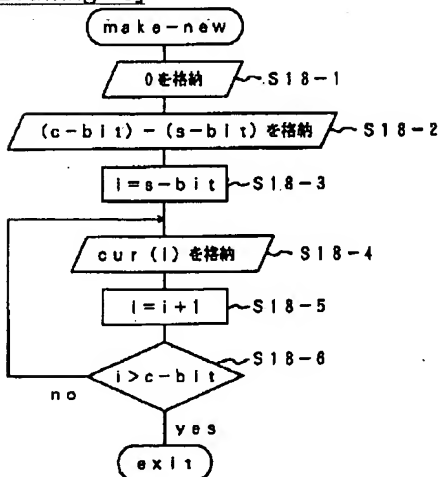 make-new
0を格納
S18-1
(c-bit)-(s-bit)を格納
S18-2
i=s-bit
S18-3
cur(i)を格納
S18-4
i=i+1
S18-5
i>c-bit
S18-6
no
yes
exit